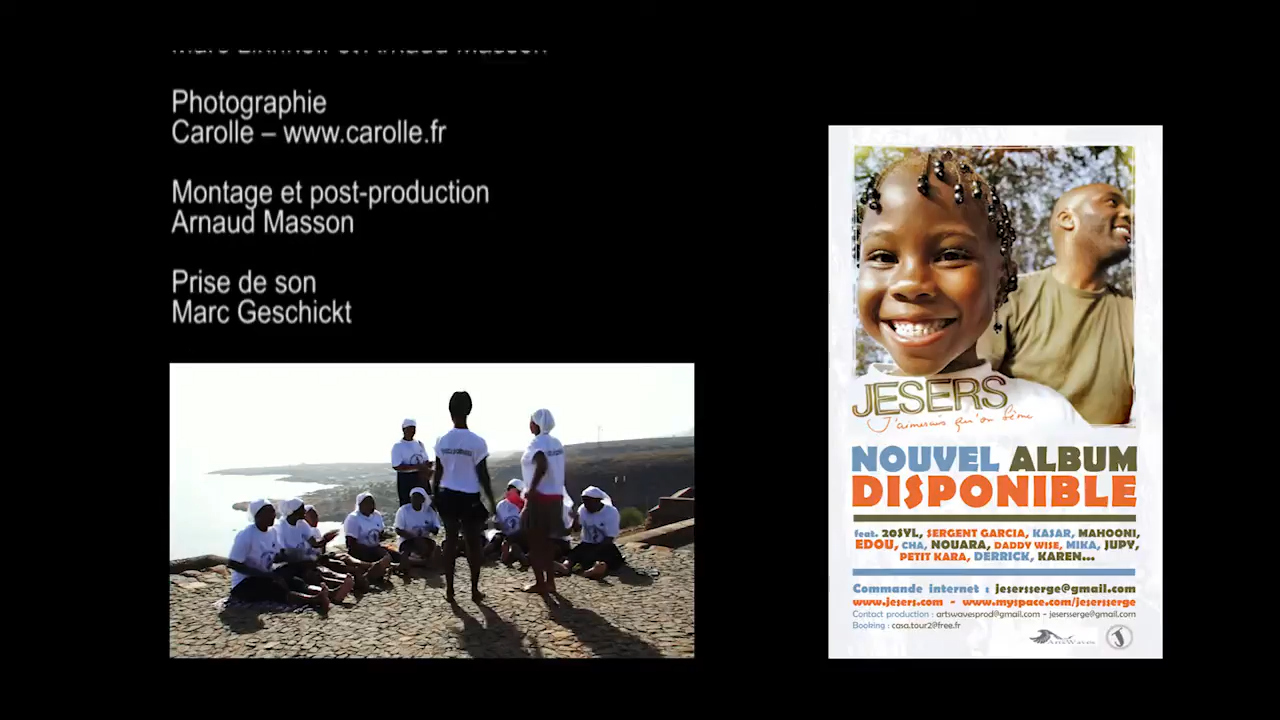 Photographie
Carolle – www.carolle.fr
Montage et post-production
Arnaud Masson
Prise de son
Marc Geschickt
JESERS
J'aimerais qu'on s'aime
NOUVEL ALBUM
DISPONIBLE
feat. 20SYL, SERGENT GARCIA, KASAR, MAHOONI,
EDOU, CHA, NOUARA, DADDY WISE, MIKA, JUPY,
PETIT KARA, DERRICK, KAREN...
Commande internet : jesersserge@gmail.com
www.jesers.com - www.myspace.com/jesersserge
Contact production : artswavesprod@gmail.com - jesersserge@gmail.com
Booking : casa.tour2@free.fr
ArtsWaves